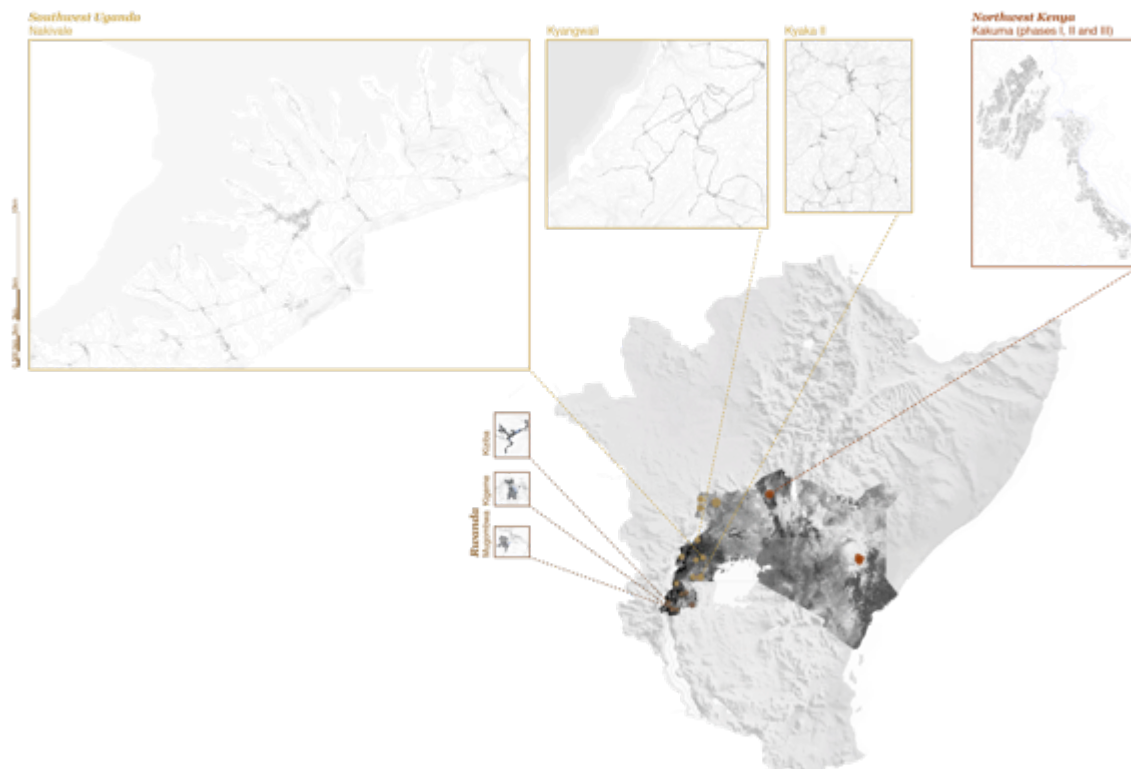 Southwest Uganda
Nakivale
Kyangwali
Kyaka II
Northwest Kenya
Kakuma (phases I, II and III)
Rwanda
Kiziba
Kigeme
Mugombwa